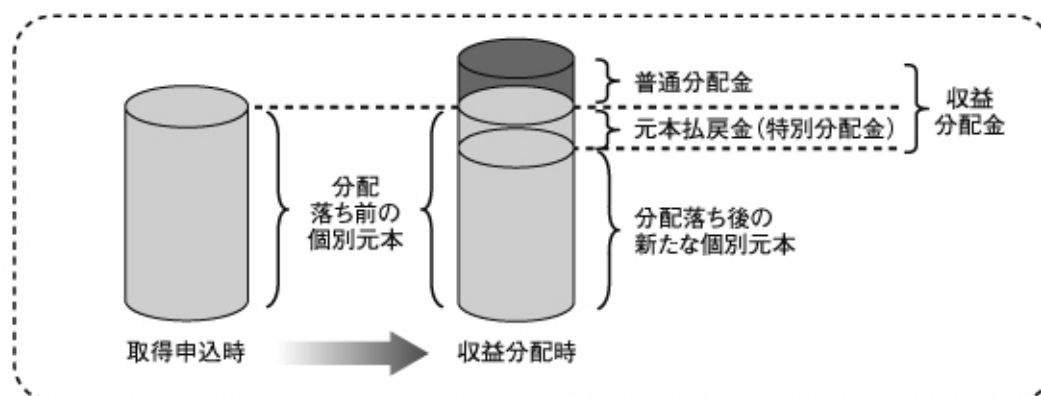 普通分配金
元本払戻金(特別分配金)
収益
分配金
分配
落ち前の
個別元本
分配落ち後の
新たな個別元本
取得申込時
収益分配時